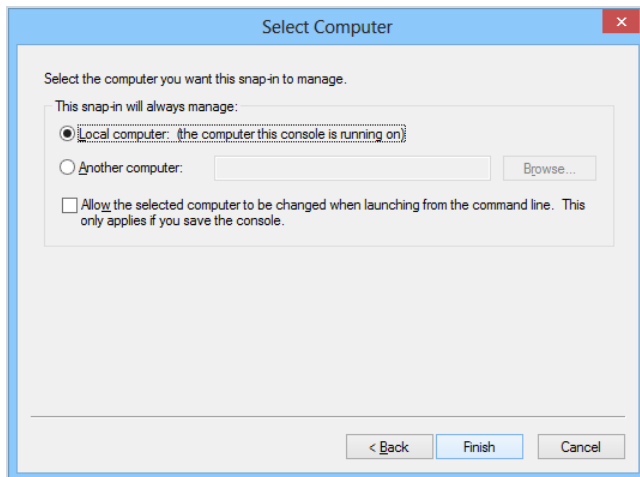 Select Computer
Select the computer you want this snap-in to manage.
This snap-in will always manage:
Local computer: (the computer this console is running on)
Another computer:
Browse...
Allow the selected computer to be changed when launching from the command line. This
only applies if you save the console.
< Back
Finish
Cancel